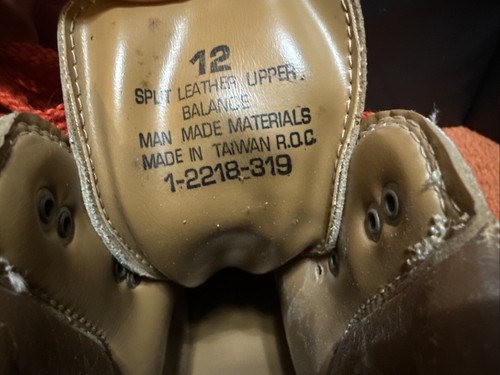 12
SPLIT LEATHER UPPER.
BALANCE
MAN MADE MATERIALS
MADE IN TAIWAN R.O.C
1-2218-319